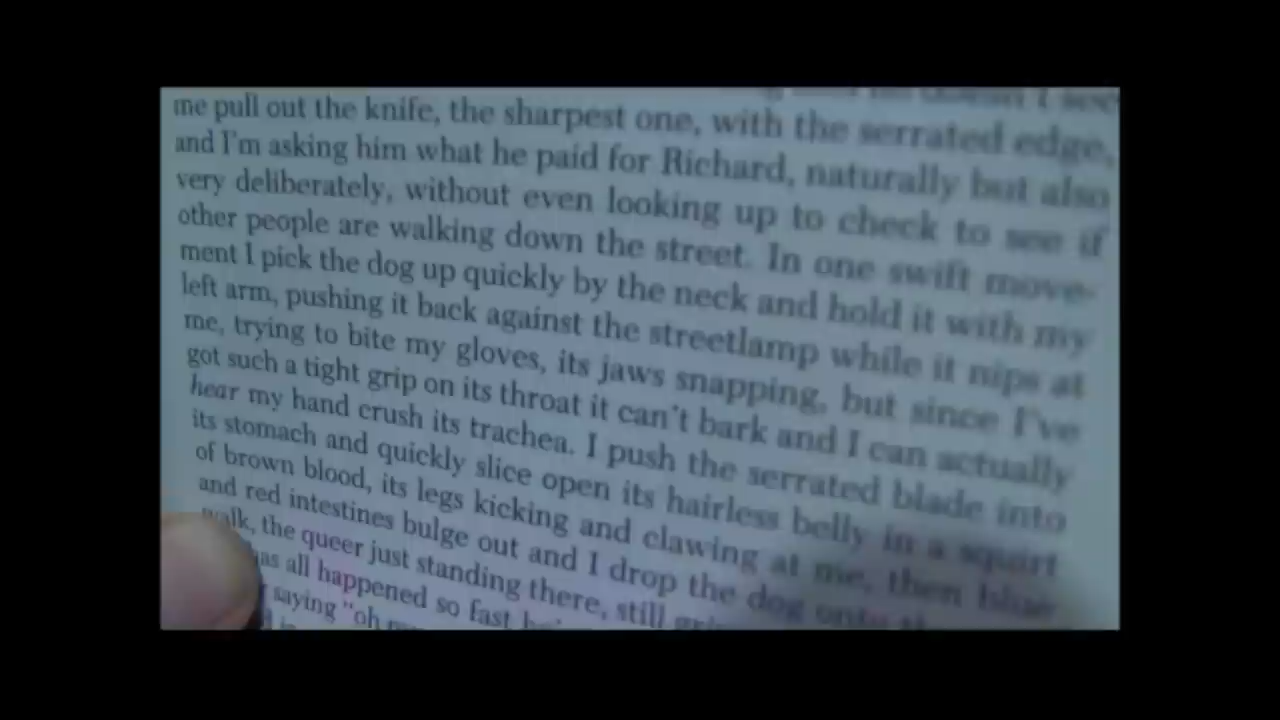 doesn't see
me pull out the knife, the sharpest one, with the serrated edge,
and I'm asking him what he paid for Richard, naturally but also
very deliberately, without even looking up to check to see if
other people are walking down the street. In one swift move-
ment I pick the dog up quickly by the neck and hold it with my
left arm, pushing it back against the streetlamp while it nips at
me, trying to bite my gloves, its jaws snapping, but since I've
got such a tight grip on its throat it can't bark and I can actually
hear my hand crush its trachea. I push the serrated blade into
its stomach and quickly slice open its hairless belly in a squirt
of brown blood, its legs kicking and clawing at me, then blue
and red intestines bulge out and I drop the dog onto
walk, the queer just standing there, still
has all happened so fast
saying "oh